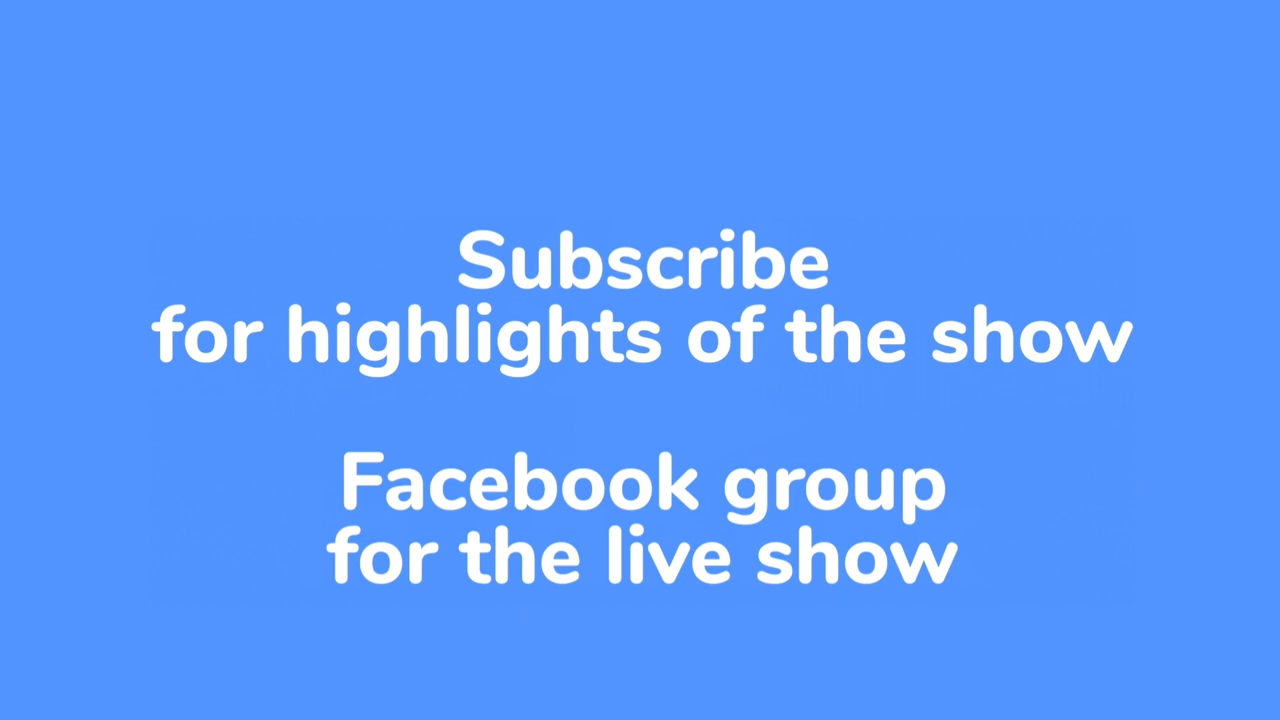 Subscribe
for highlights of the show
Facebook group
for the live show